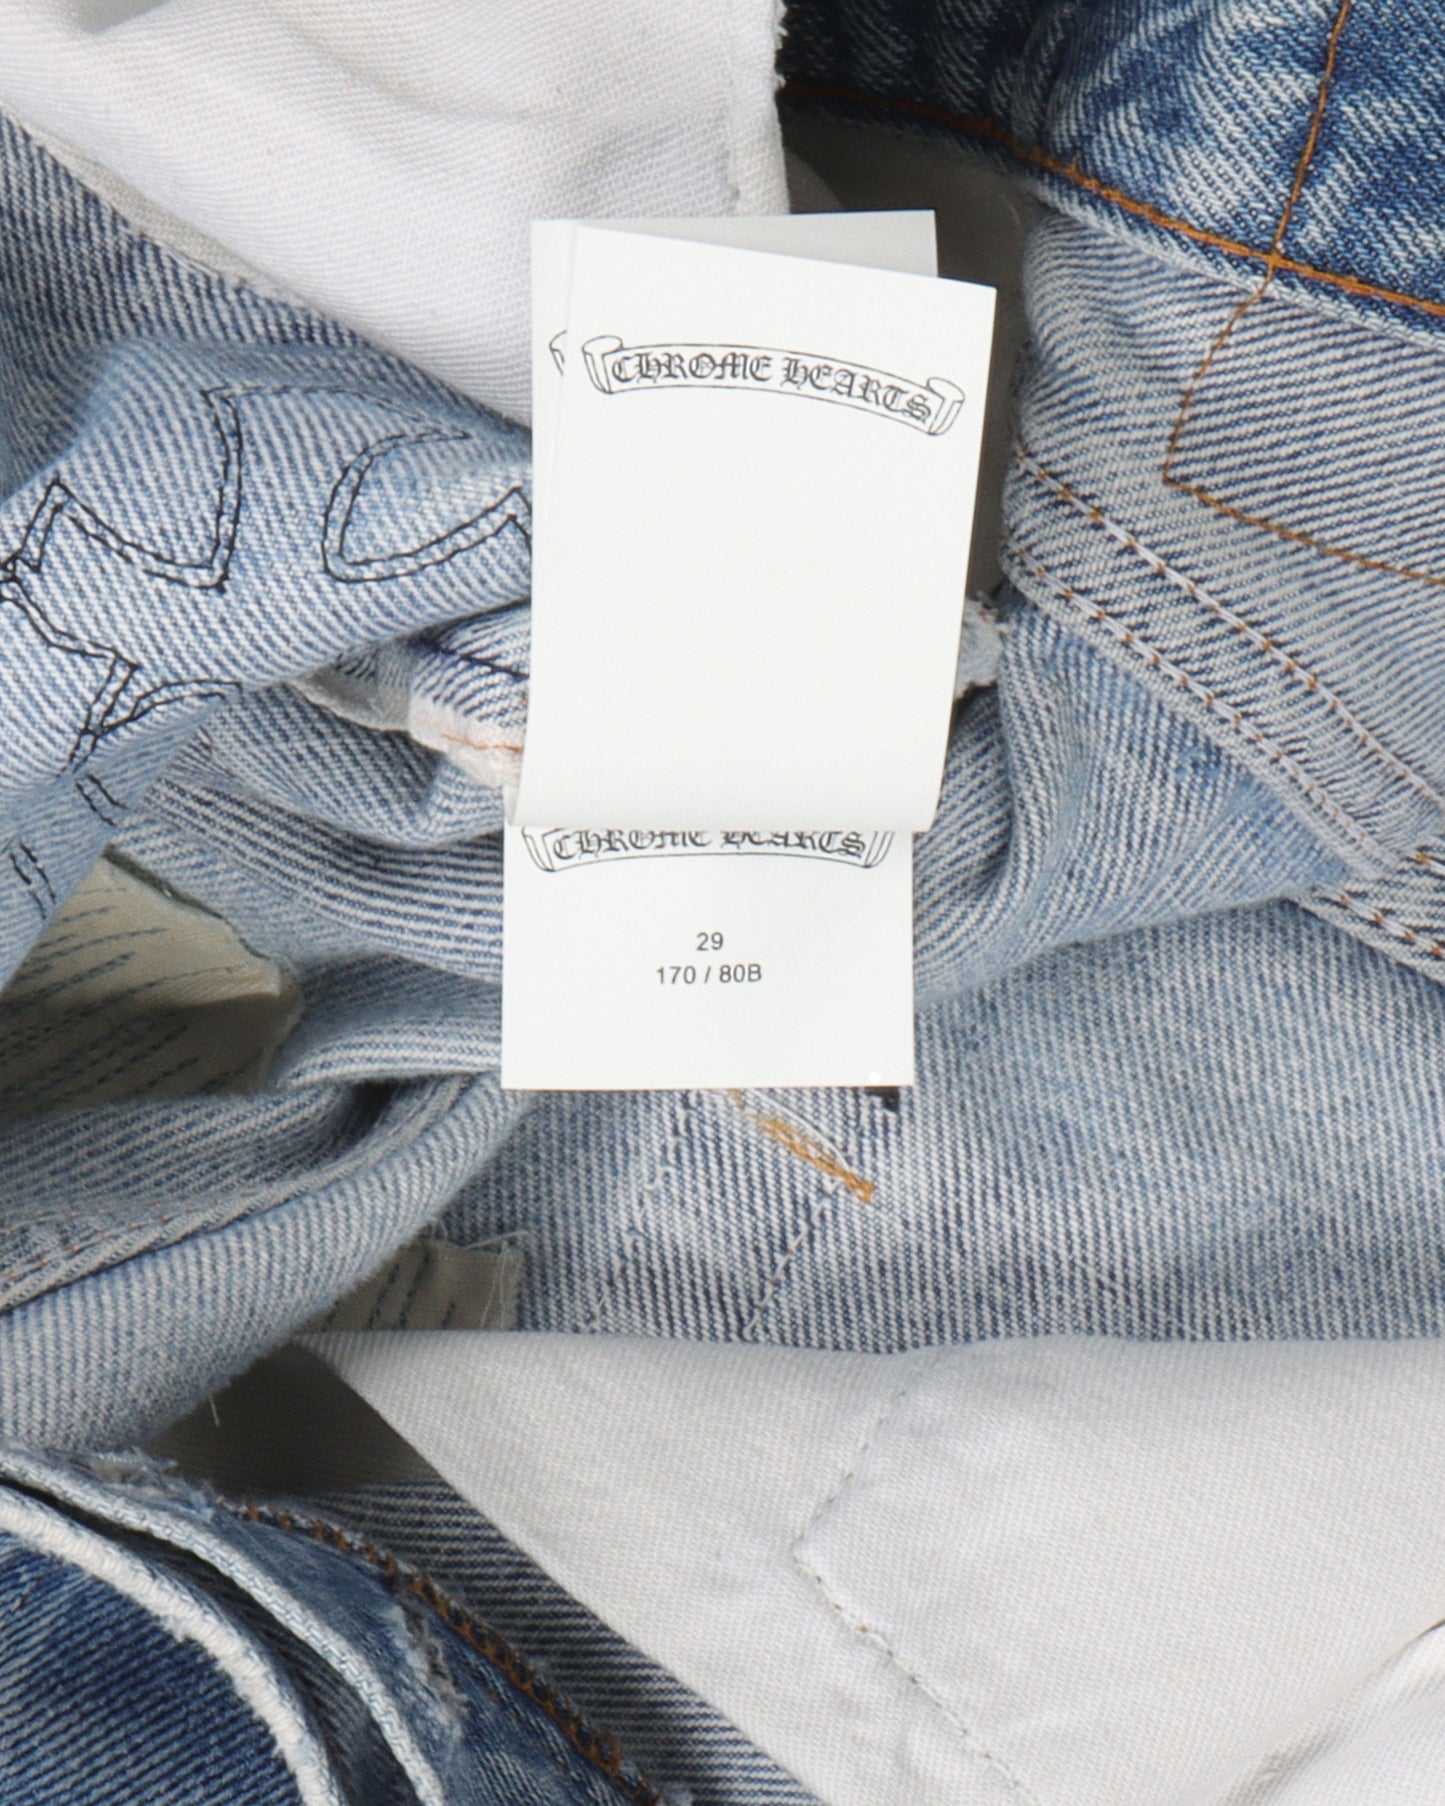 CHROME HEARTS
CHROME HEARTS
29
170 / 80B